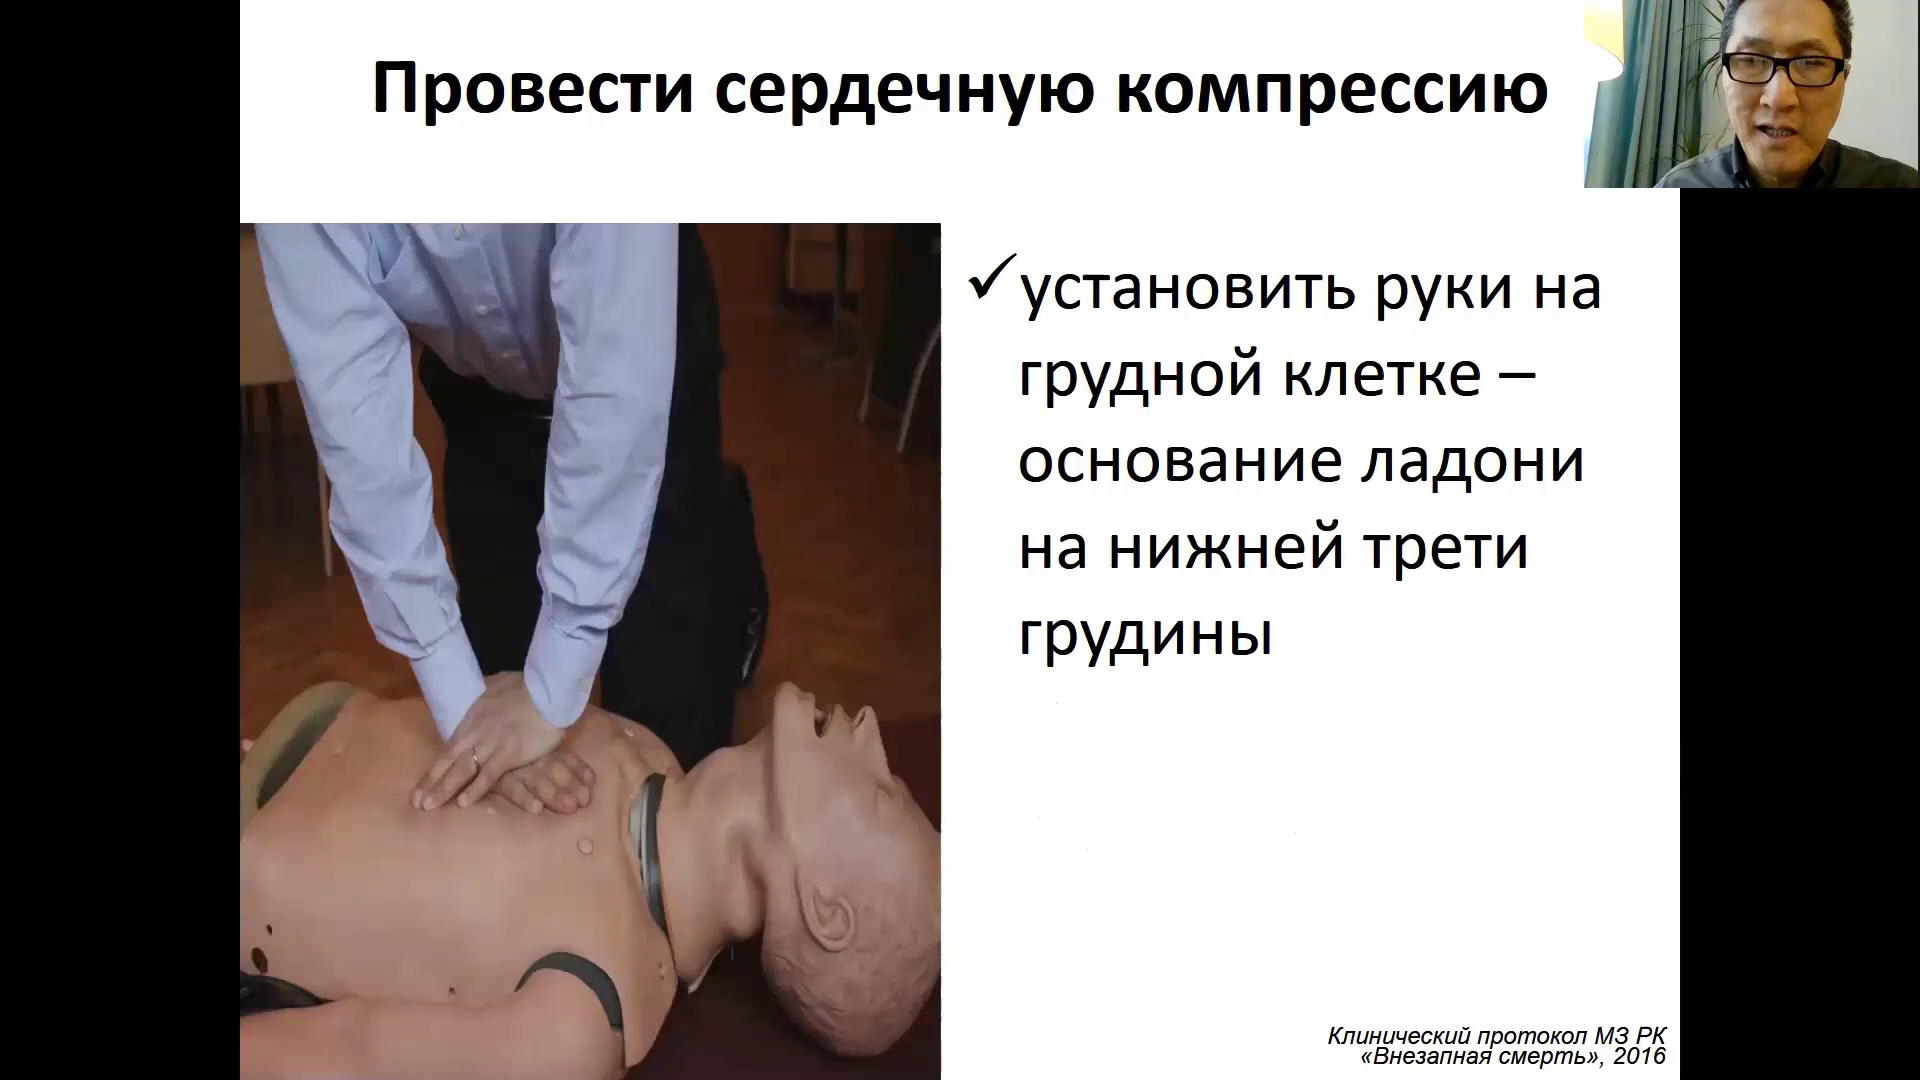 Провести сердечную компрессию
✓установить руки на
грудной клетке –
основание ладони
на нижней трети
грудины
Клинический протокол МЗ РК
«Внезапная смерть», 2016